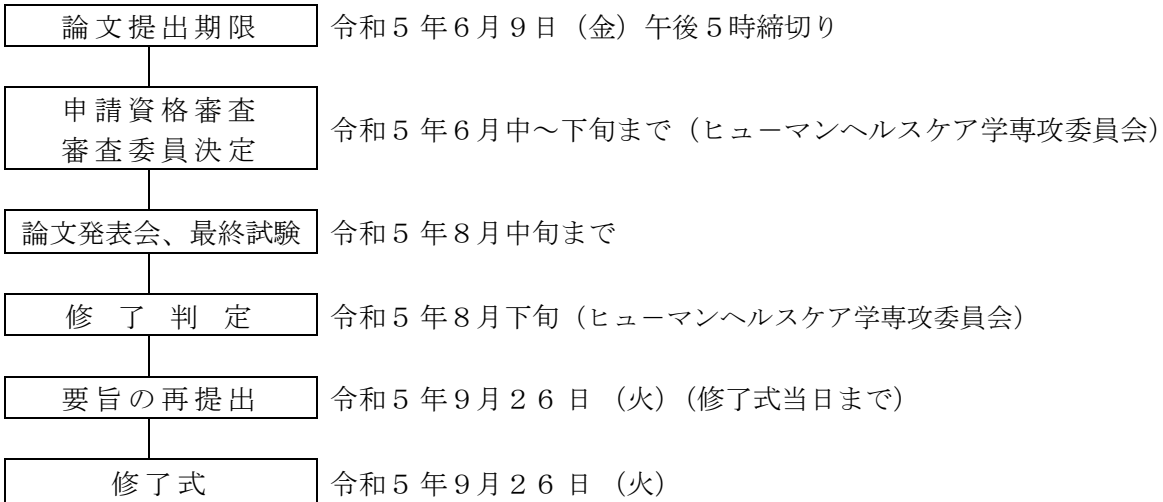 論文提出期限 令和５年６月９日（金）午後５時締切り
申請資格審査
審査委員決定
令和５年６月中～下旬まで（ヒューマンヘルスケア学専攻委員会）
論文発表会、最終試験 令和５年８月中旬まで
修了判定 令和５年８月下旬（ヒューマンヘルスケア学専攻委員会）
要旨の再提出 令和５年９月２６日（火）（修了式当日まで）
修了式 令和５年９月２６日（火）